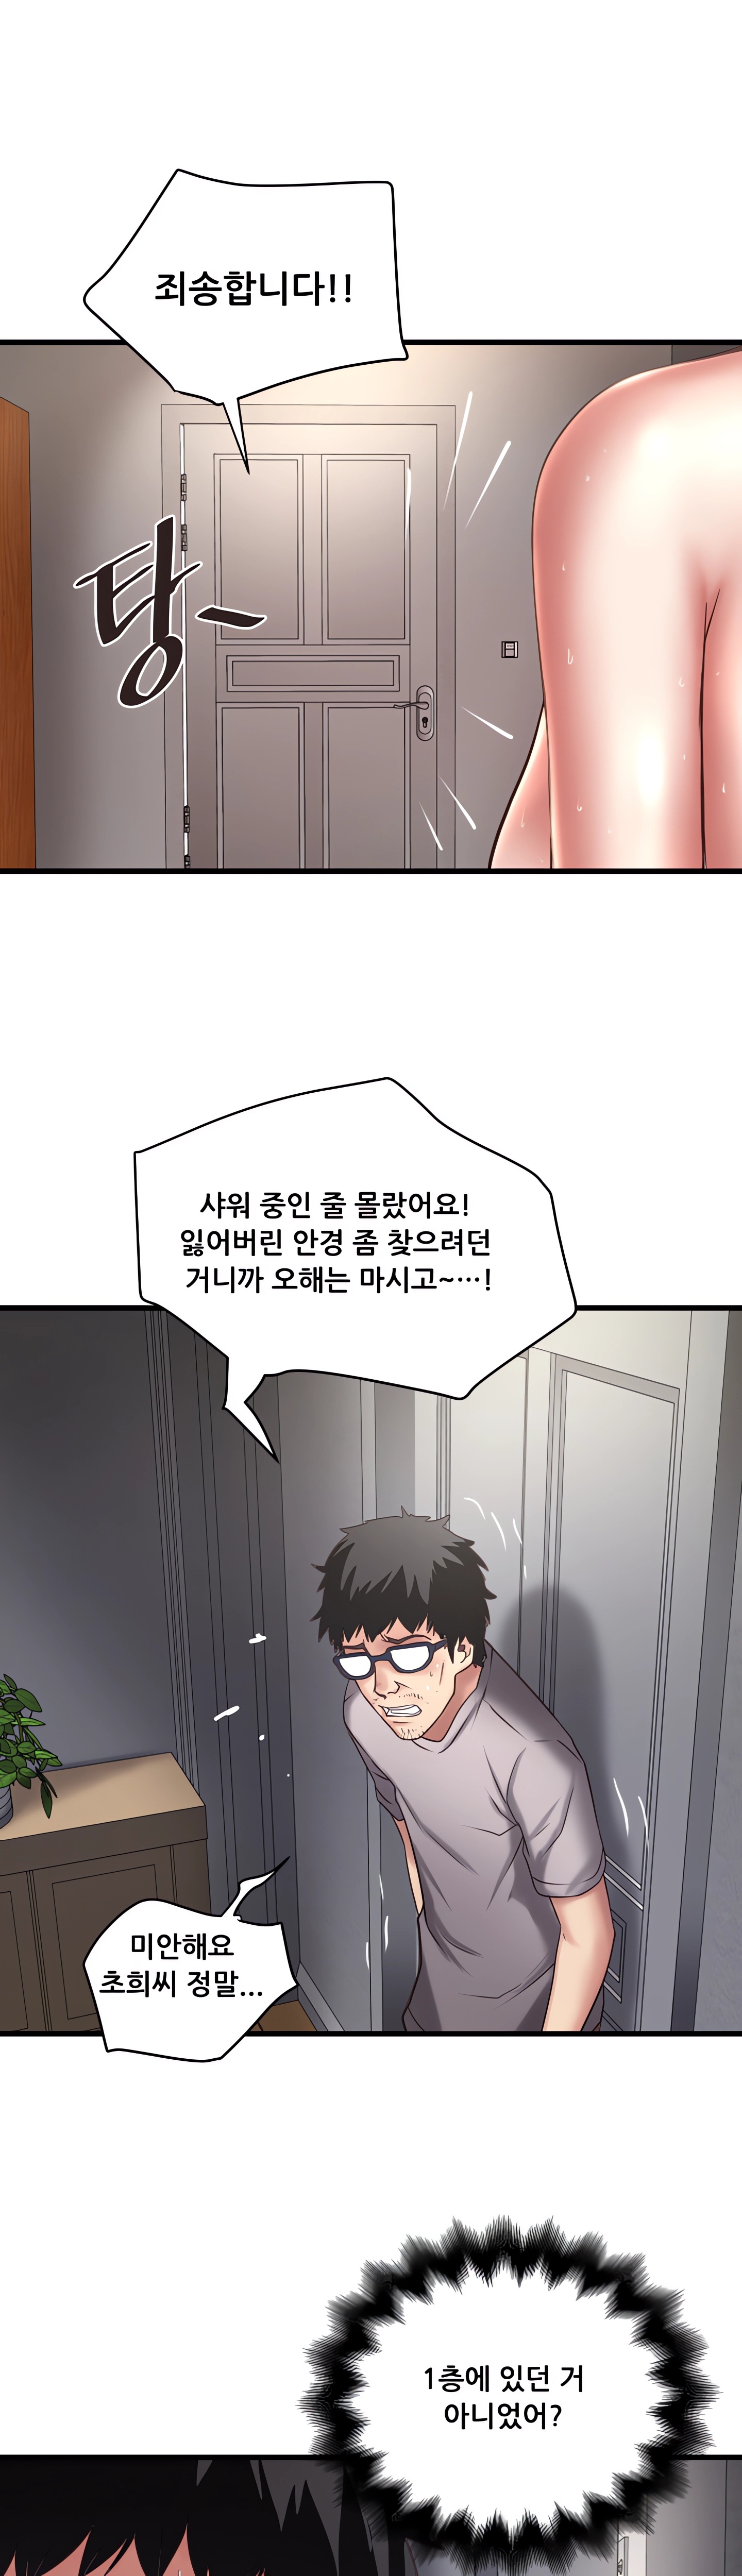 죄송합니다!!
탕~
샤워 중인 줄 몰랐어요!
잃어버린 안경 좀 찾으려던
거니까 오해는 마시고~…!
미안해요
초희씨 정말...
1층에 있던 거
아니었어?